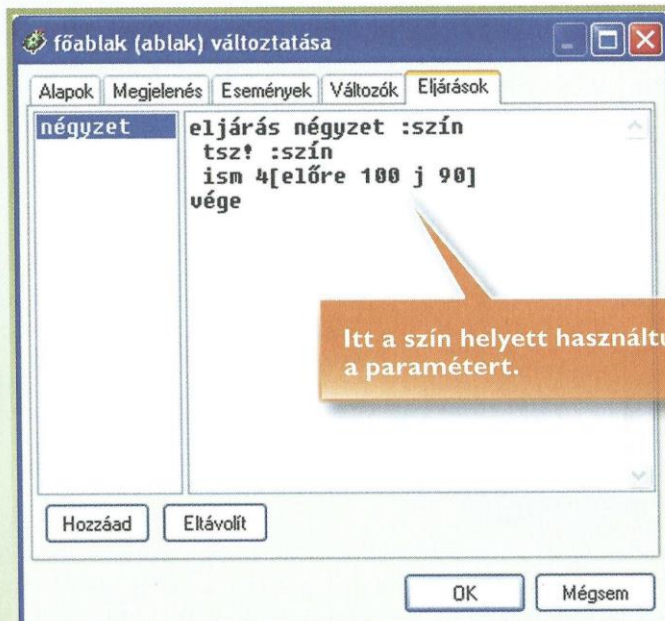 főablak (ablak) változtatása
Alapok Megjelenés Események Változók Eljárások
négyzet
eljárás négyzet :szín
tsz! :szín
ism 4[előre 100 j 90]
vége
Itt a szín helyett
a paramétert.
Hozzáad Eltávolít
OK Mégsem